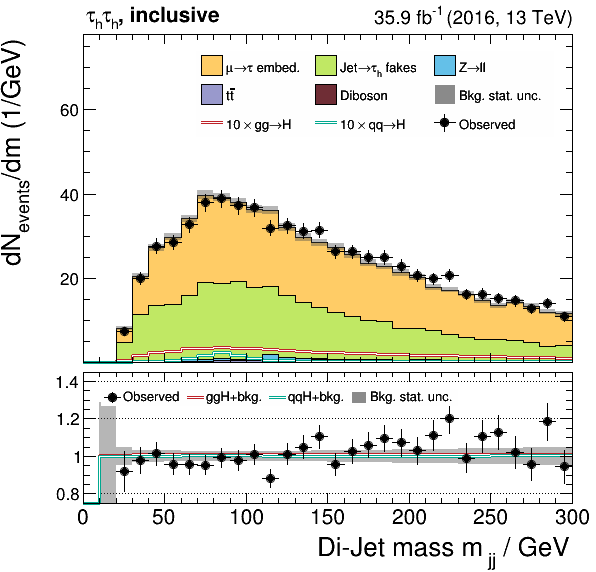 τhτh, inclusive 35.9 fb-1 (2016, 13 TeV)
dNevents/dm (1/GeV)
μ→τ embed. Jet→τh fakes Z→ll
tt̄ Diboson Bkg. stat. unc.
10 × gg→H 10 × qq→H Observed
60
40
20
1.4
Observed ggH+bkg. qqH+bkg. Bkg. stat. unc.
1.2
1
0.8
0 50 100 150 200 250 300
Di-Jet mass mjj / GeV